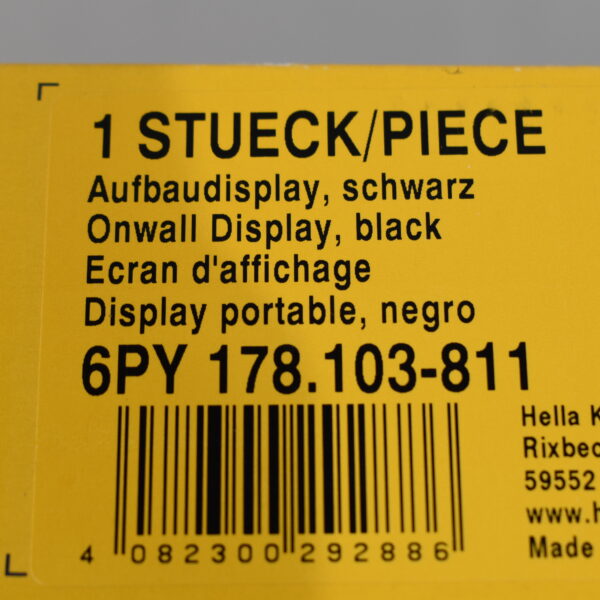 1 STUECK/PIECE
Aufbaudisplay, schwarz
Onwall Display, black
Ecran d'affichage
Display portable, negro
6PY 178.103-811
4 082300 292886
Hella K
Rixbec
59552
www.h
Made